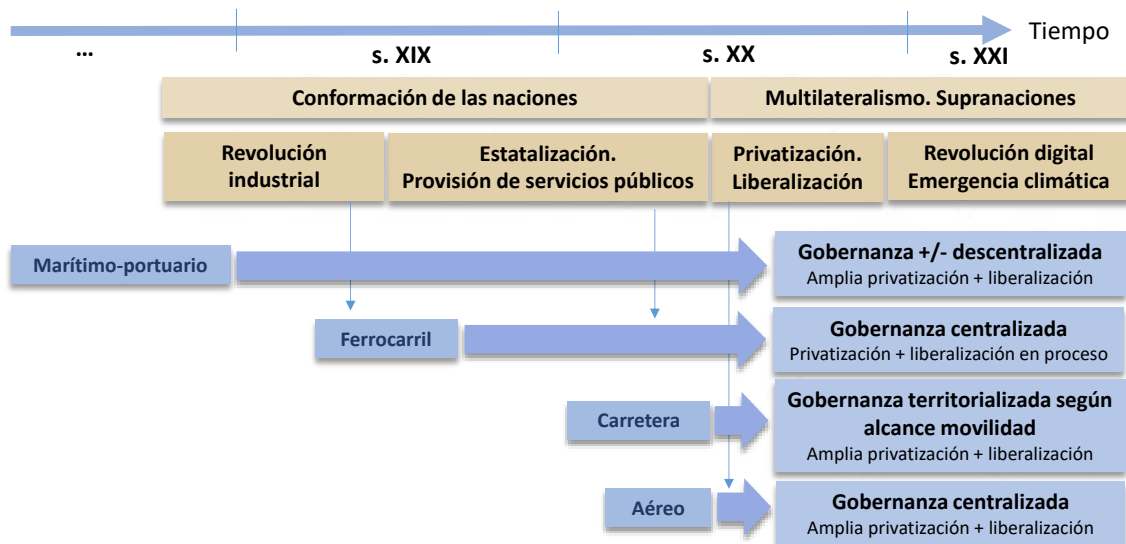 Tiempo
...
s. XIX
s. XX
s. XXI
Conformación de las naciones
Multilateralismo. Supranaciones
Revolución
industrial
Estatalización.
Provisión de servicios públicos
Privatización.
Liberalización
Revolución digital
Emergencia climática
Marítimo-portuario
Gobernanza +/- descentralizada
Amplia privatización + liberalización
Ferrocarril
Gobernanza centralizada
Privatización + liberalización en proceso
Carretera
Gobernanza territorializada según
alcance movilidad
Amplia privatización + liberalización
Aéreo
Gobernanza centralizada
Amplia privatización + liberalización